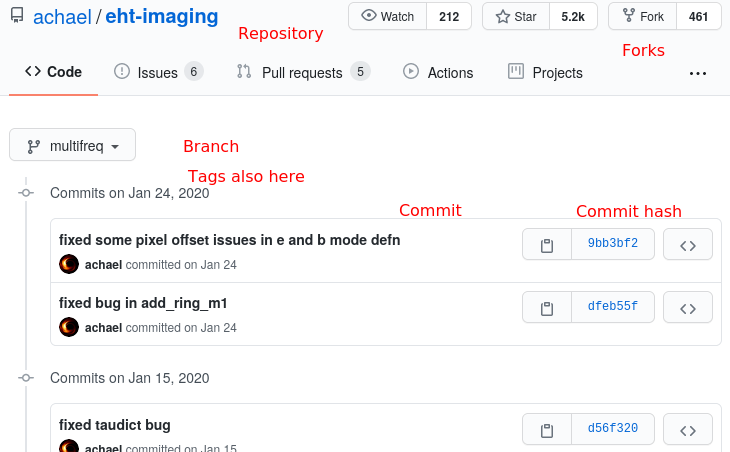 achael / eht-imaging
Watch 212
Star 5.2k
Fork 461
Repository
Forks
Code
Issues 6
Pull requests 5
Actions
Projects
multifreq
Branch
Tags also here
Commits on Jan 24, 2020
Commit
Commit hash
fixed some pixel offset issues in e and b mode defn
9bb3bf2
achael committed on Jan 24
fixed bug in add_ring_m1
dfeb55f
achael committed on Jan 24
Commits on Jan 15, 2020
fixed taudict bug
d56f320
achael committed on Jan 15